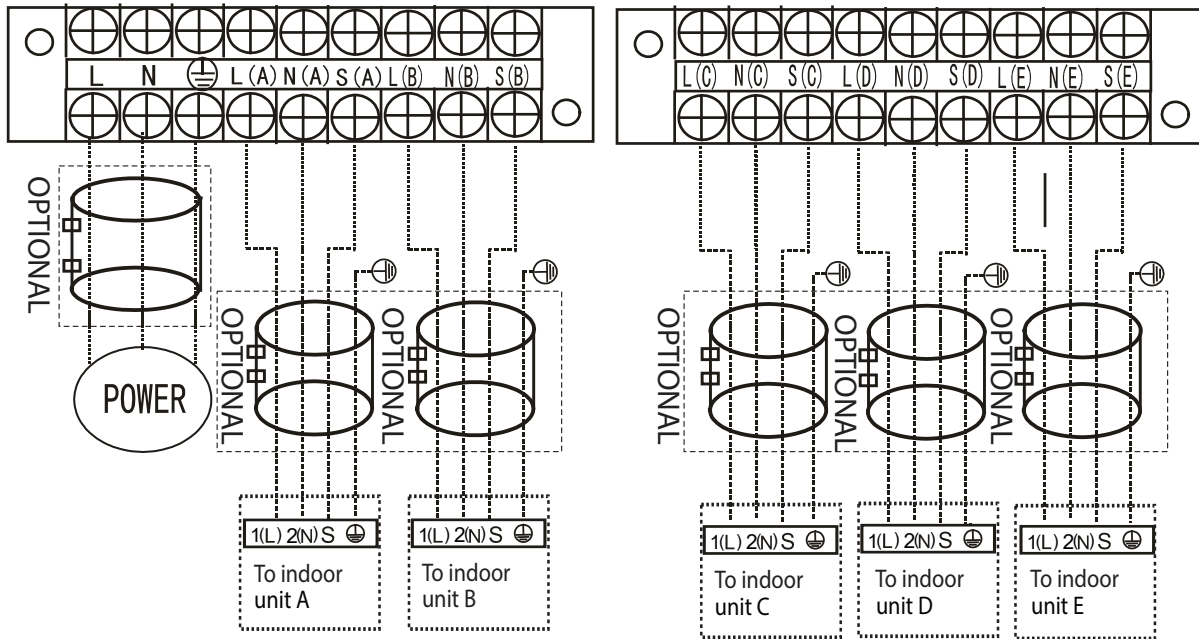 L N L(A) N(A) S(A) L(B) N(B) S(B)
L(C) N(C) S(C) L(D) N(D) S(D) L(E) N(E) S(E)
OPTIONAL
POWER
OPTIONAL
OPTIONAL
OPTIONAL
OPTIONAL
OPTIONAL
1(L) 2(N) S
To indoor
unit A
1(L) 2(N) S
To indoor
unit B
1(L) 2(N) S
To indoor
unit C
1(L) 2(N) S
To indoor
unit D
1(L) 2(N) S
To indoor
unit E